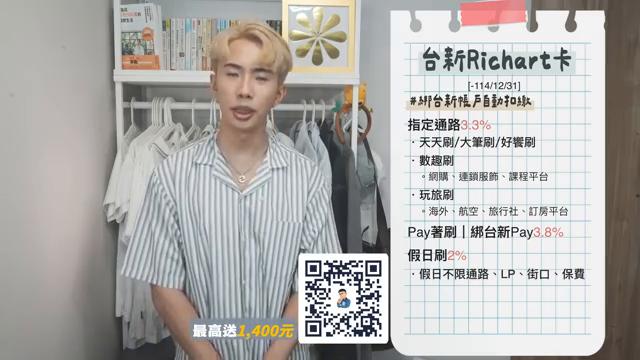 台新Richart卡
[-114/12/31]
#綁台新帳戶自動扣繳
指定通路3.3%
·天天刷/大筆刷/好饗刷
·數趣刷
。網購、連鎖服飾、課程平台
·玩旅刷
。海外、航空、旅行社、訂房平台
Pay著刷｜綁台新Pay3.8%
假日刷2%
·假日不限通路、LP、街口、保費
最高送1,400元